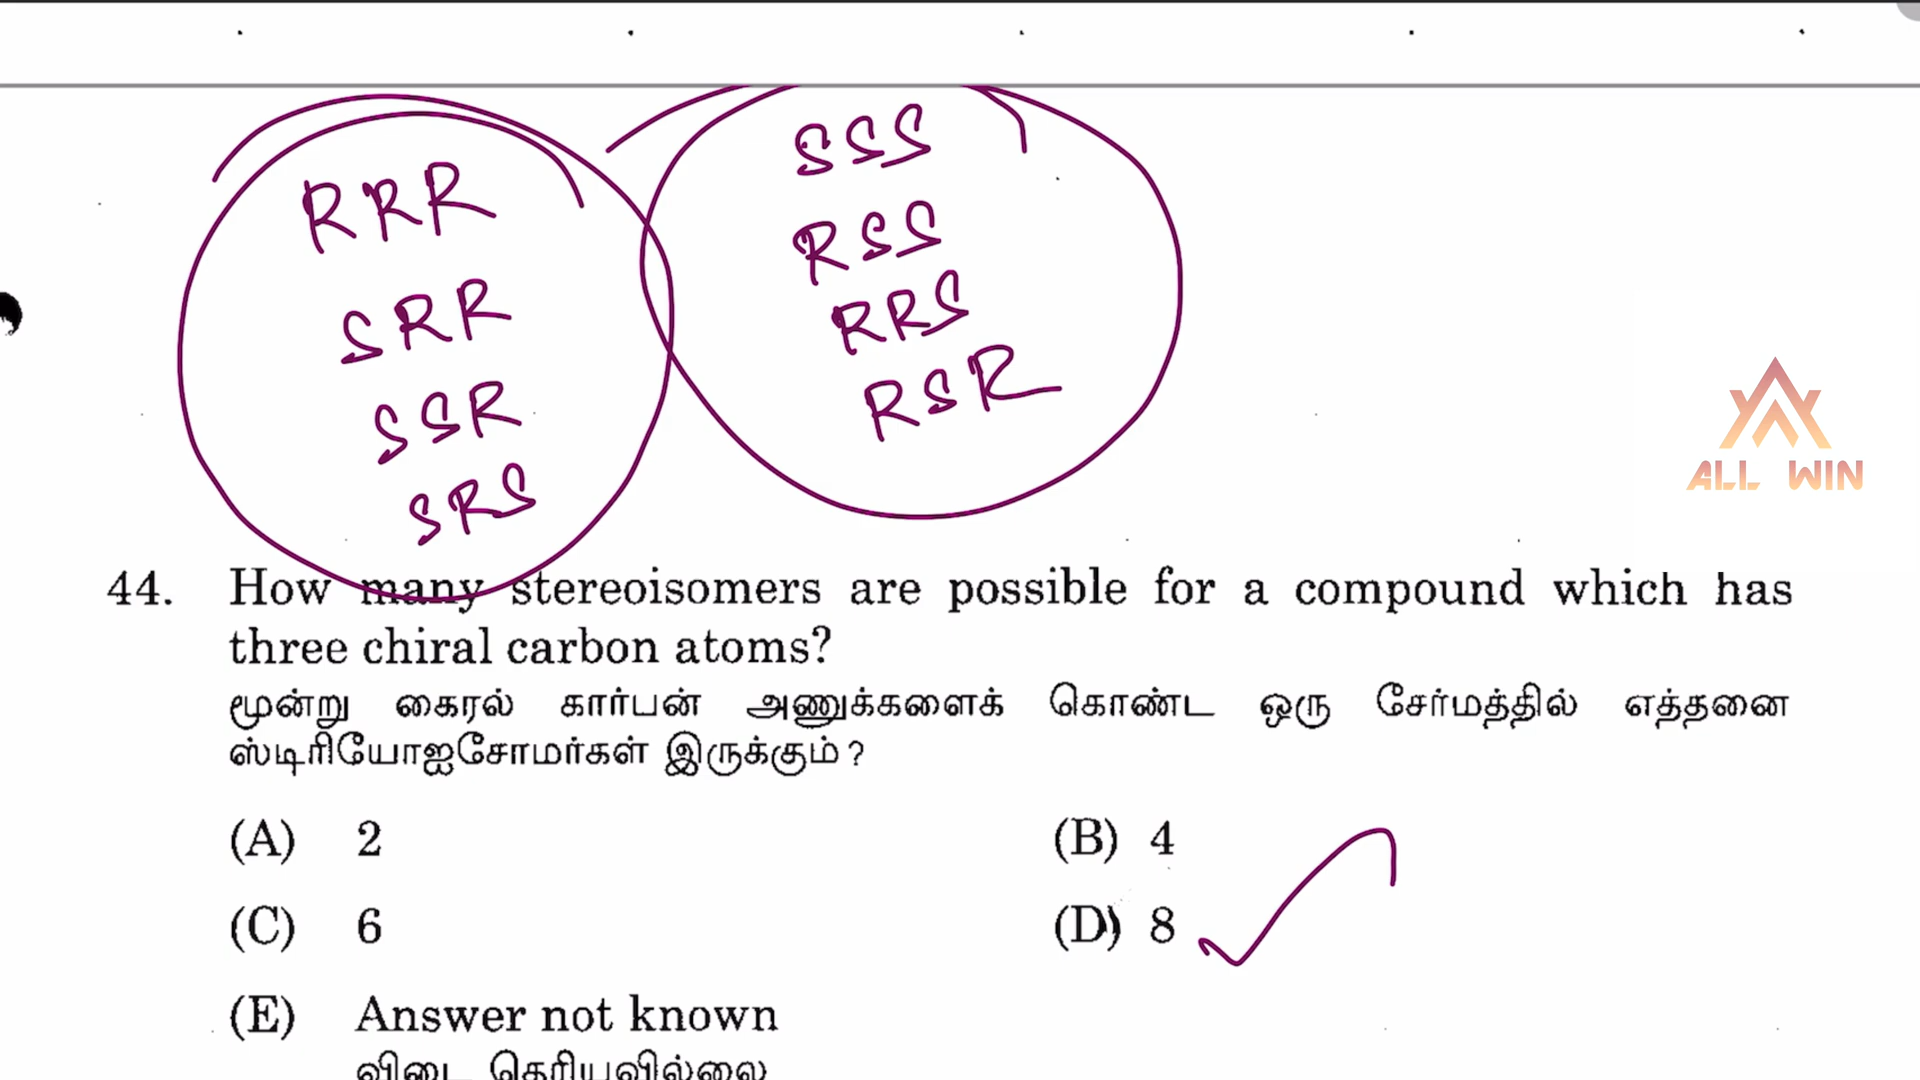 RRR
SRR
SSR
SRS
SSS
RSS
RRS
RSR
ALL WIN
44. How many stereoisomers are possible for a compound which has
three chiral carbon atoms?
மூன்று கைரல் கார்பன் அணுக்களைக் கொண்ட ஒரு சேர்மத்தில் எத்தனை
ஸ்டிரியோஐசோமர்கள் இருக்கும் ?
(A) 2 (B) 4
(C) 6 (D) 8
(E) Answer not known
விடை தெரியவில்லை